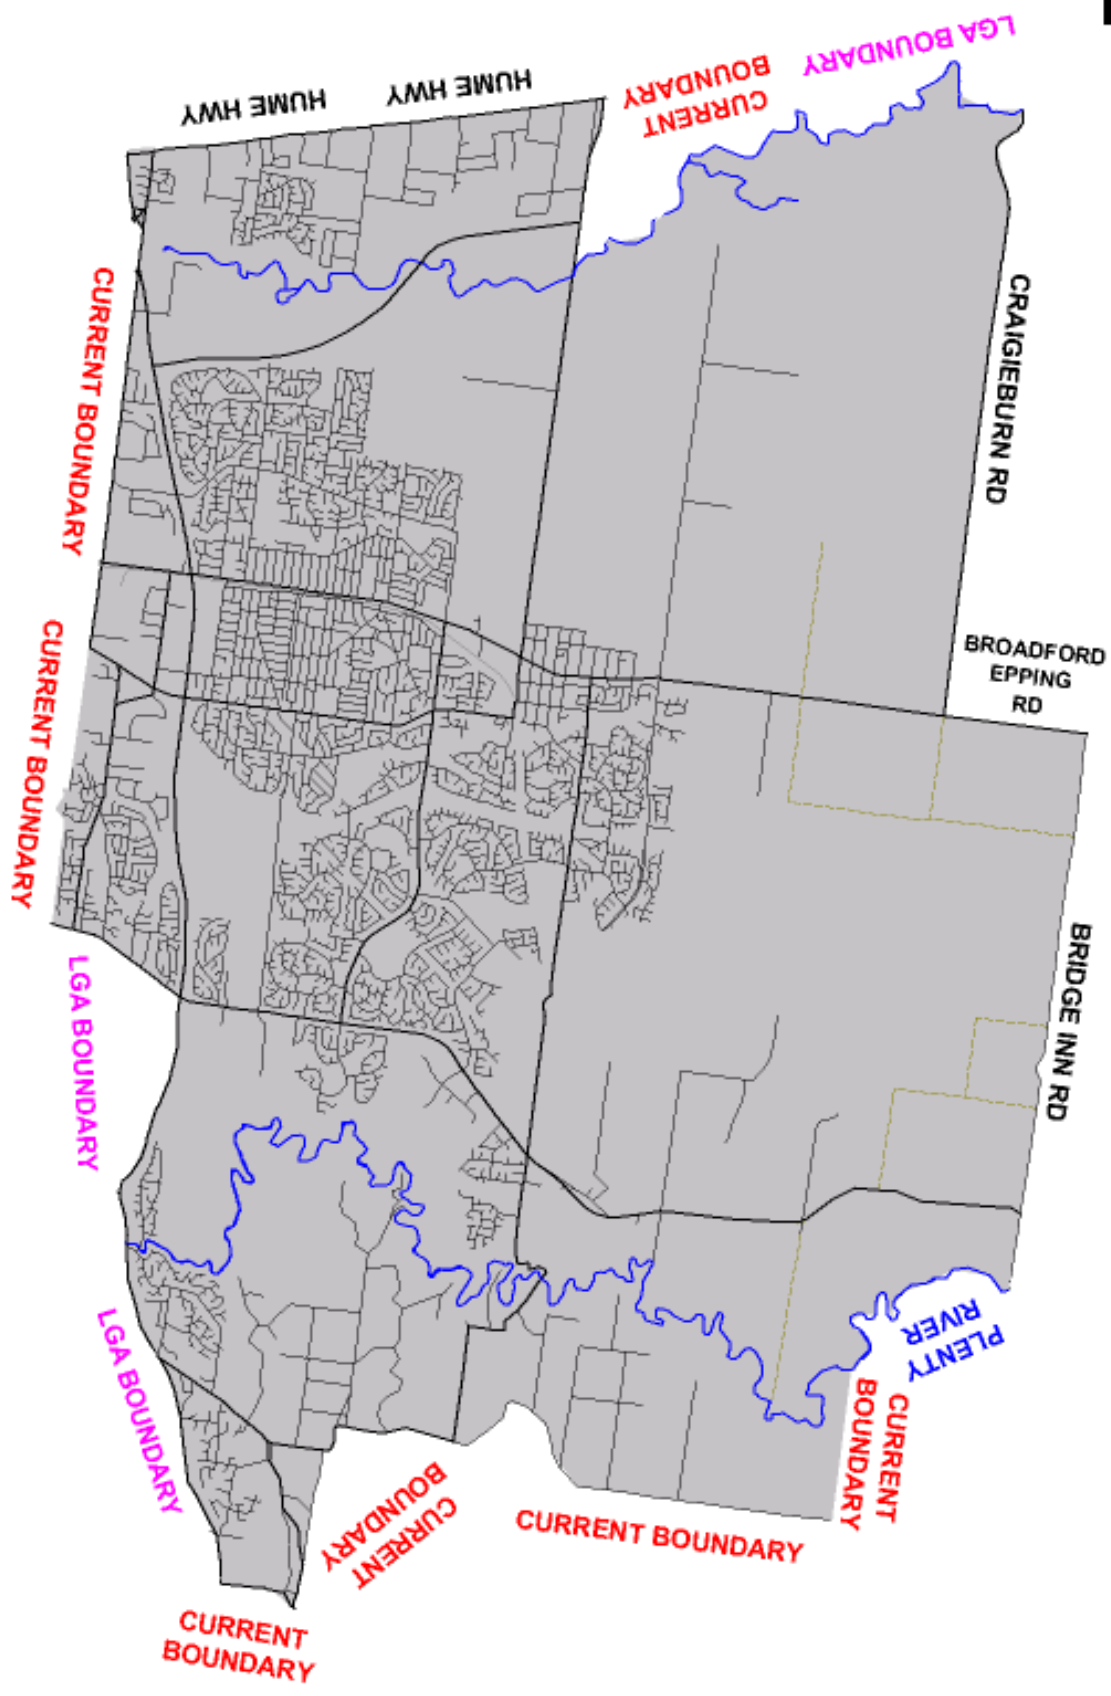 LGA BOUNDARY
HUME HWY
HUME HWY
CURRENT
BOUNDARY
CURRENT BOUNDARY
CRAIGIEBURN RD
CURRENT BOUNDARY
BROADFORD
EPPING
RD
BRIDGE INN RD
LGA BOUNDARY
LGA BOUNDARY
PLENTY
RIVER
CURRENT
BOUNDARY
CURRENT
BOUNDARY
CURRENT BOUNDARY
CURRENT
BOUNDARY